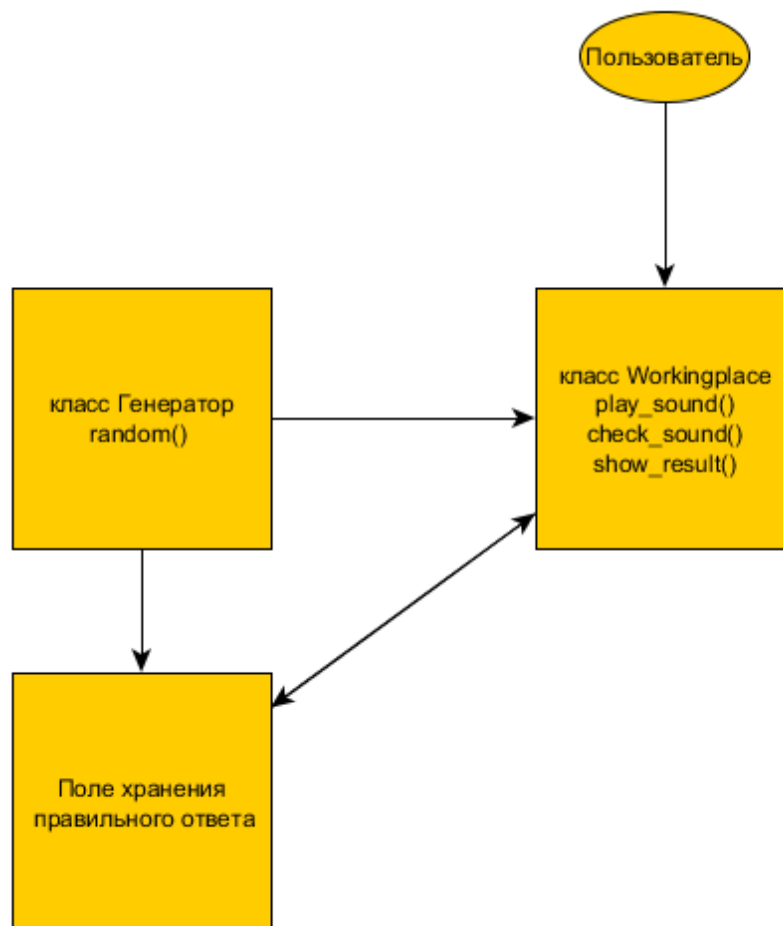 Пользователь
класс Генератор
random()
класс Workingplace
play_sound()
check_sound()
show_result()
Поле хранения
правильного ответа